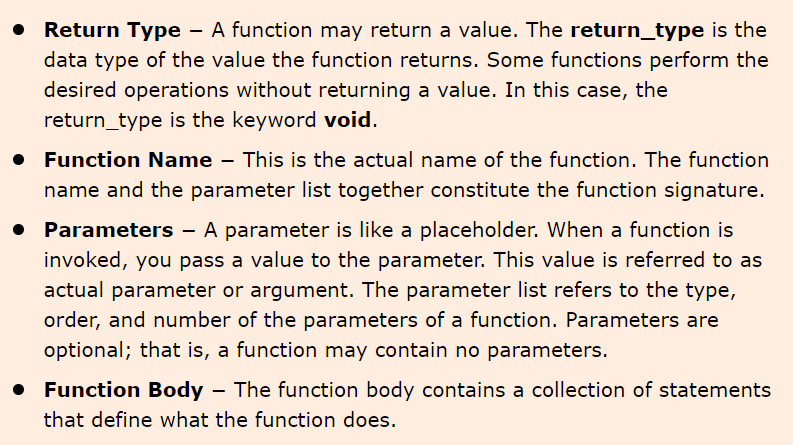 ● Return Type − A function may return a value. The return_type is the
data type of the value the function returns. Some functions perform the
desired operations without returning a value. In this case, the
return_type is the keyword void.
● Function Name − This is the actual name of the function. The function
name and the parameter list together constitute the function signature.
● Parameters − A parameter is like a placeholder. When a function is
invoked, you pass a value to the parameter. This value is referred to as
actual parameter or argument. The parameter list refers to the type,
order, and number of the parameters of a function. Parameters are
optional; that is, a function may contain no parameters.
● Function Body − The function body contains a collection of statements
that define what the function does.